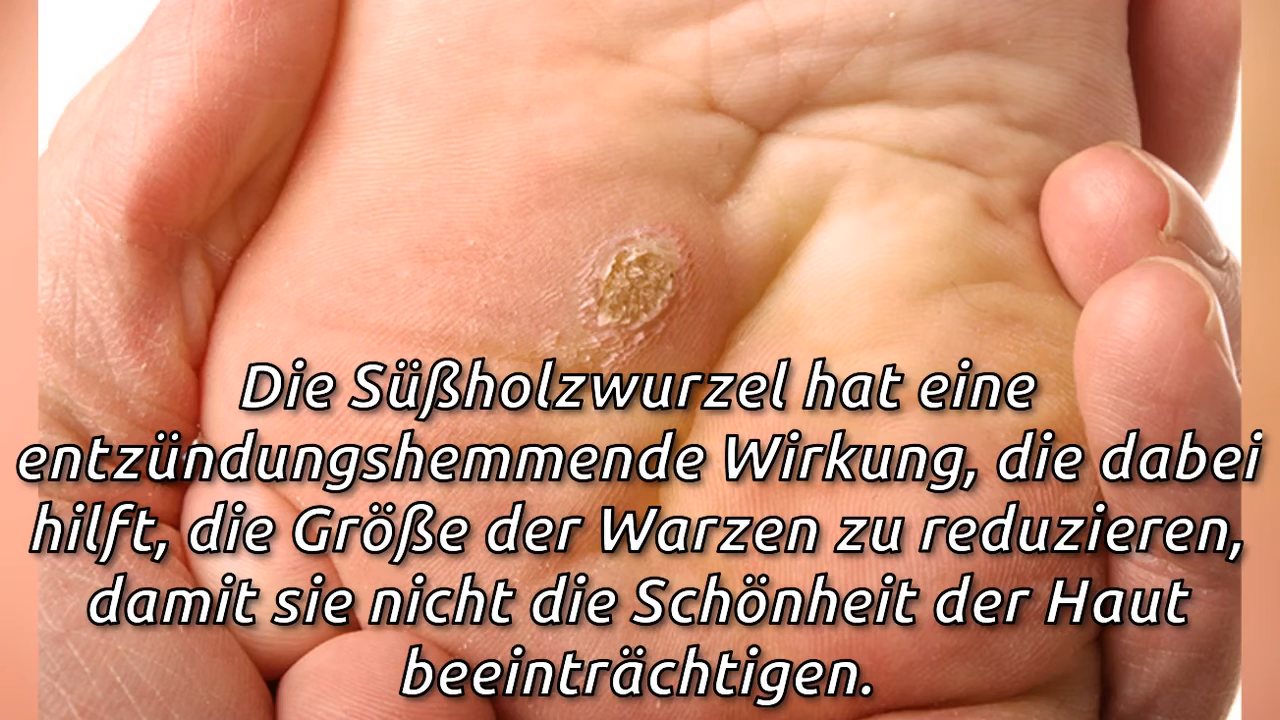 Die Süßholzwurzel hat eine
entzündungshemmende Wirkung, die dabei
hilft, die Größe der Warzen zu reduzieren,
damit sie nicht die Schönheit der Haut
beeinträchtigen.